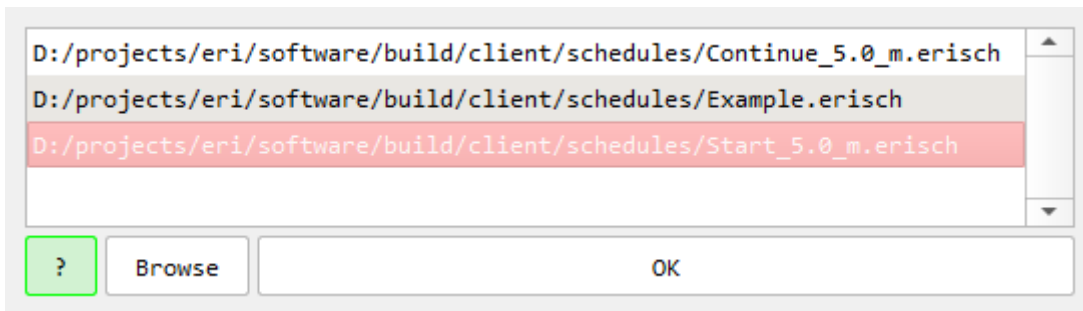 D:/projects/eri/software/build/client/schedules/Continue_5.0_m.erisch
D:/projects/eri/software/build/client/schedules/Example.erisch
D:/projects/eri/software/build/client/schedules/Start_5.0_m.erisch
? Browse OK